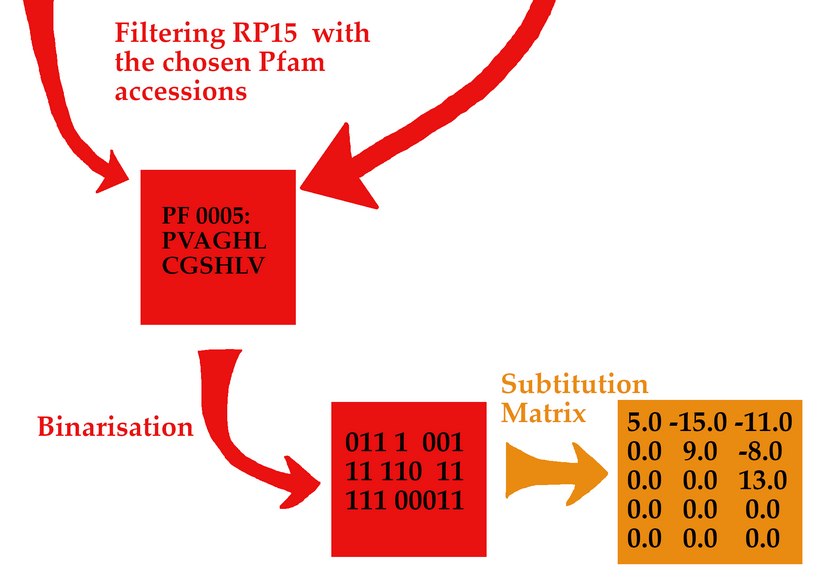 Filtering RP15 with
the chosen Pfam
accessions
PF 0005:
PVAGHL
CGSHLV
Binarisation
011 1 001
11 110 11
111 00011
Subtitution
Matrix
5.0 -15.0 -11.0
0.0 9.0 -8.0
0.0 0.0 13.0
0.0 0.0 0.0
0.0 0.0 0.0